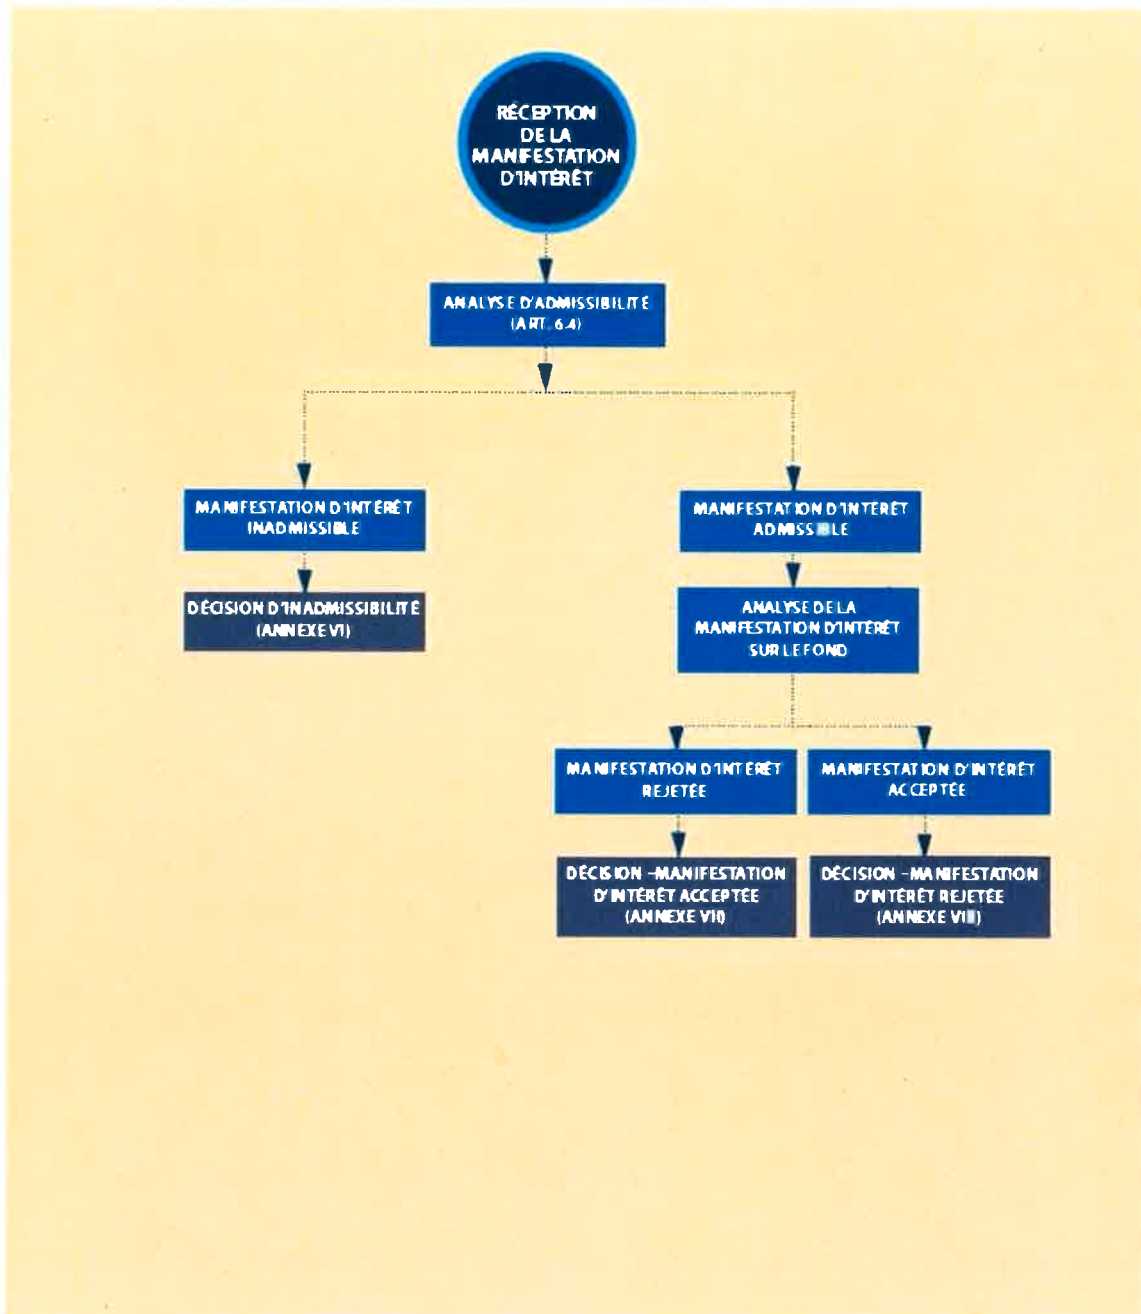 RÉCEPTION
DE LA
MANIFESTATION
D'INTÉRÊT
ANALYSE D'ADMISSIBILITÉ
(ART. 6.4)
MANIFESTATION D'INTÉRÊT
INADMISSIBLE
DÉCISION D'INADMISSIBILITÉ
(ANNEXE VI)
MANIFESTATION D'INTÉRÊT
ADMISSIBLE
ANALYSE DE LA
MANIFESTATION D'INTÉRÊT
SUR LE FOND
MANIFESTATION D'INTÉRÊT
REJETÉE
MANIFESTATION D'INTÉRÊT
ACCEPTÉE
DÉCISION –MANIFESTATION
D'INTÉRÊT ACCEPTÉE
(ANNEXE VII)
DÉCISION –MANIFESTATION
D'INTÉRÊT REJETÉE
(ANNEXE VIII)